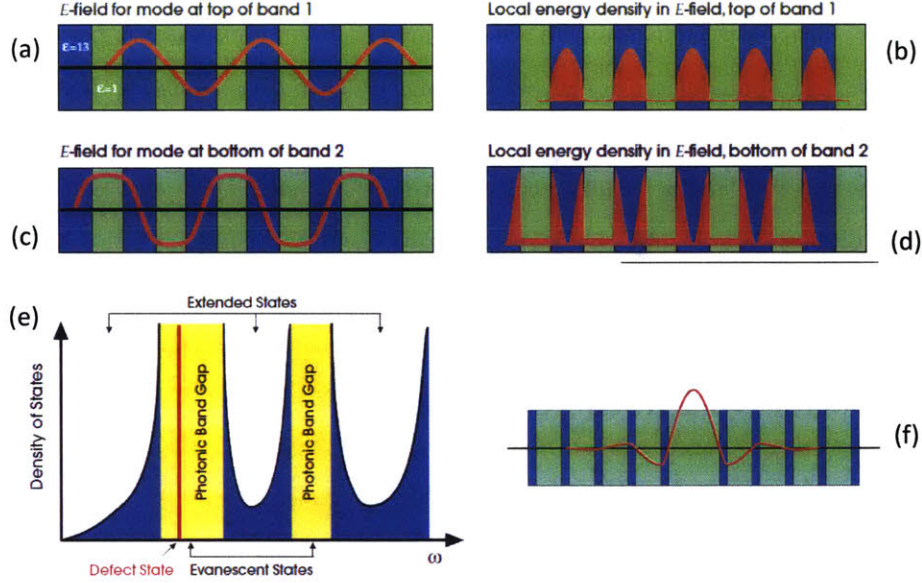 E-field for mode at top of band 1
Local energy density in E-field, top of band 1
(a)
ε=13
ε=1
(b)
E-field for mode at bottom of band 2
Local energy density in E-field, bottom of band 2
(c)
(d)
(e)
Extended States
Density of States
Photonic Band Gap
Photonic Band Gap
(f)
ω
Defect State
Evanescent States